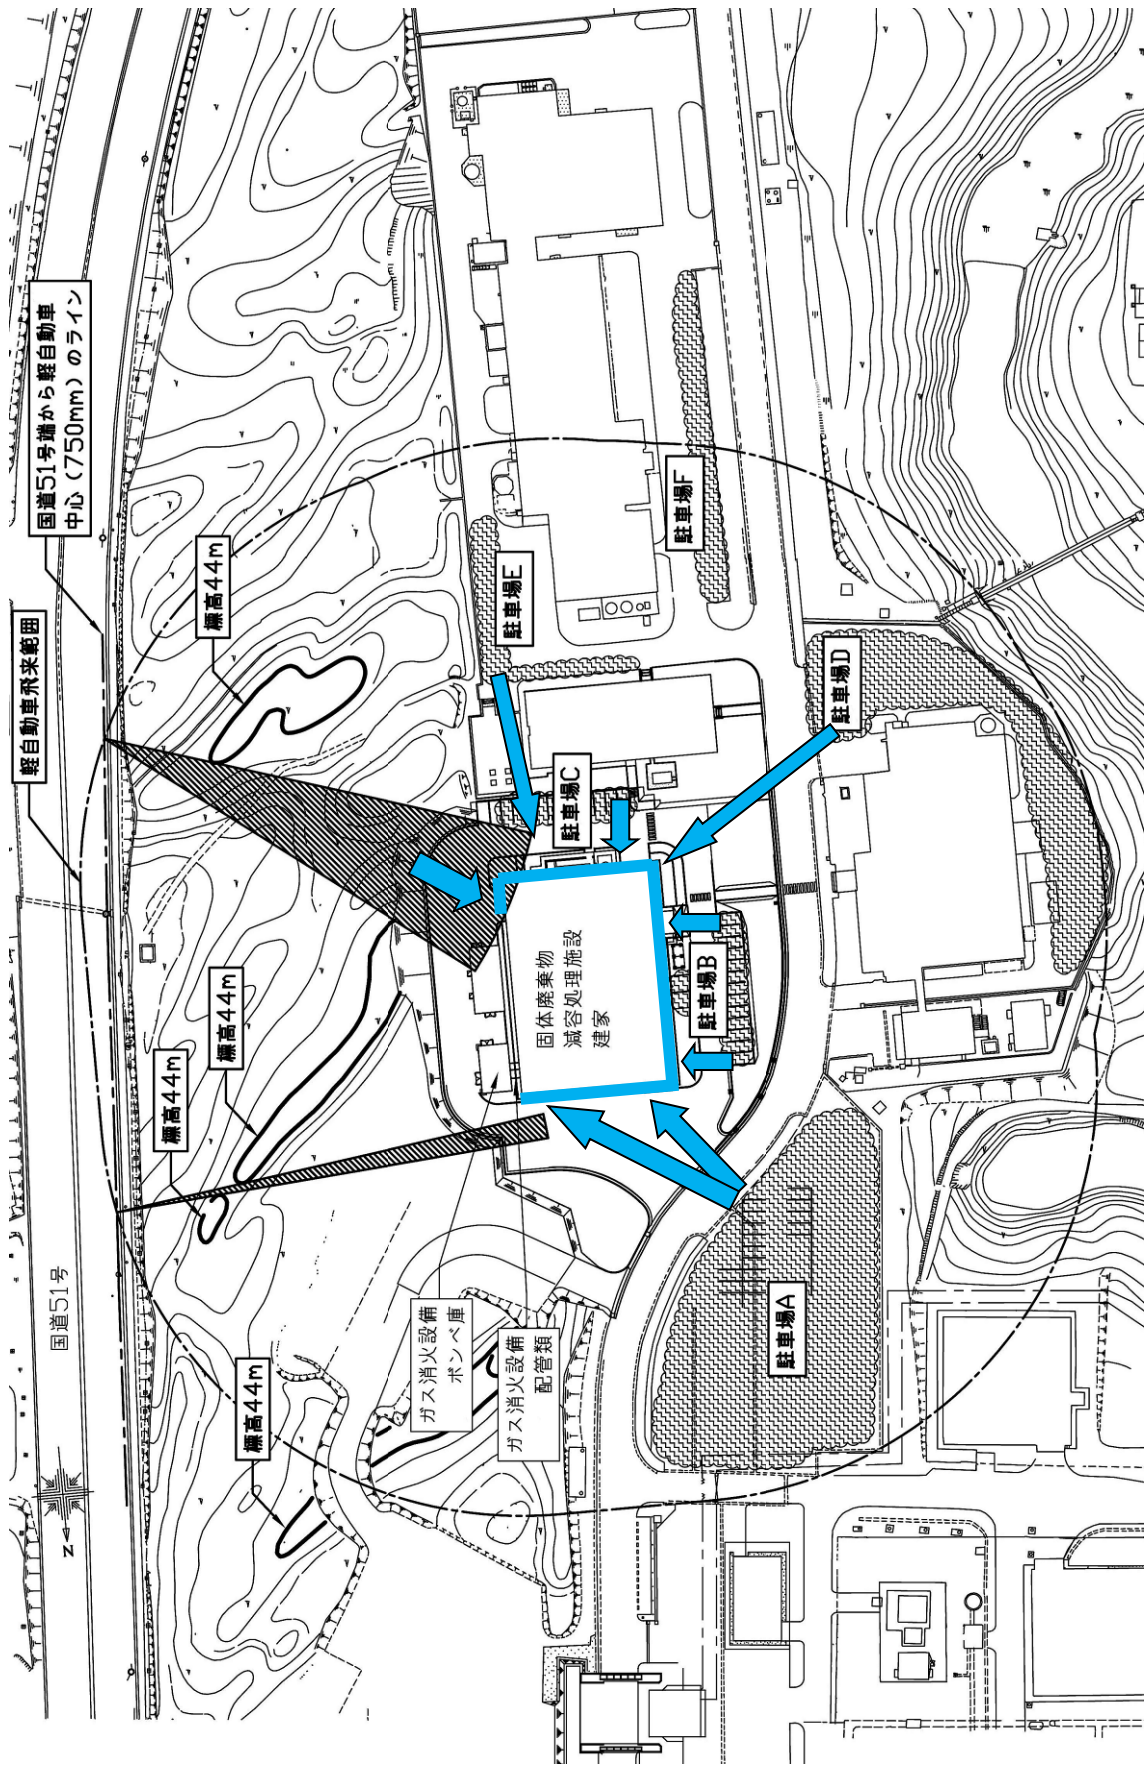 国道51号端から軽自動車
中心（750mm）のライン
軽自動車飛来範囲
標高44m
標高44m
標高44m
標高44m
国道51号
N
駐車場E
駐車場F
駐車場C
駐車場D
駐車場B
駐車場A
固体廃棄物
減容処理施設
建家
ガス消火設備
ボンベ庫
ガス消火設備
配管類